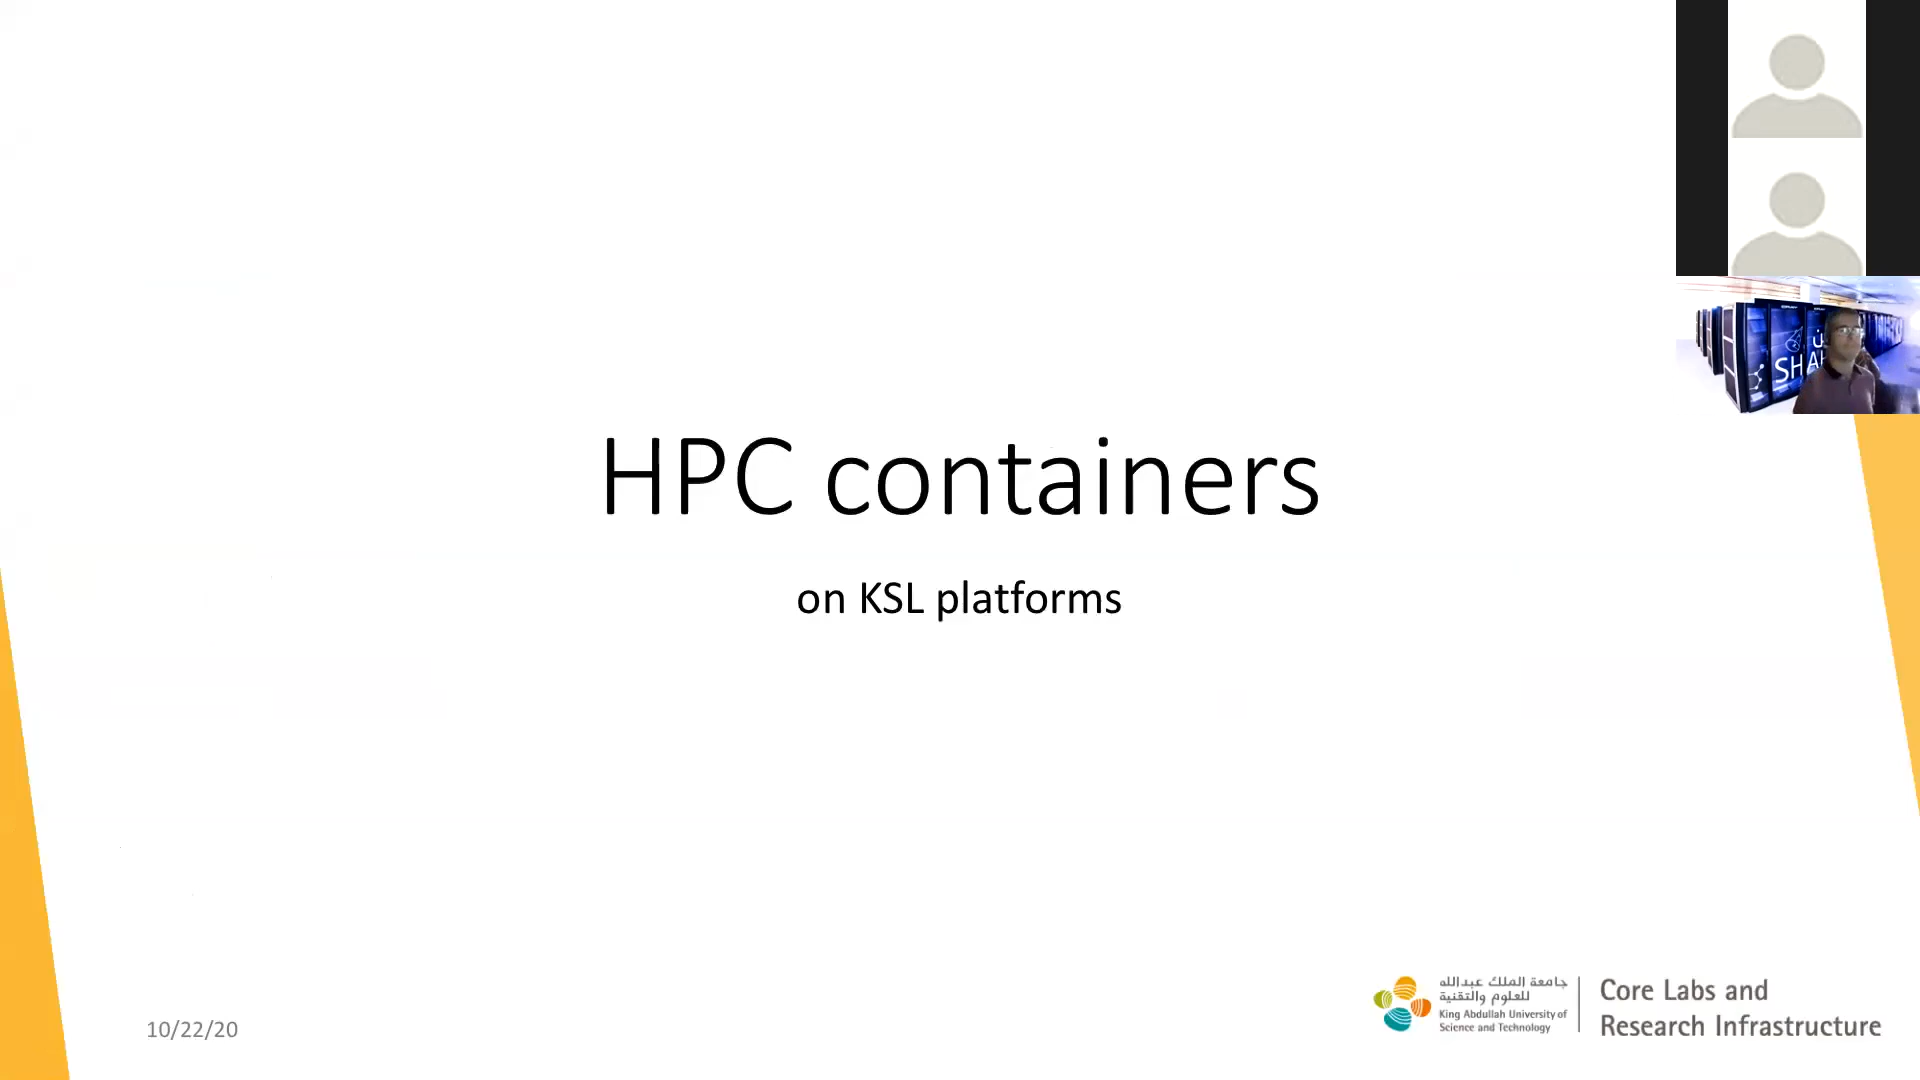 HPC containers
on KSL platforms
10/22/20
جامعة الملك عبدالله
للعلوم والتقنية
King Abdullah University of
Science and Technology
Core Labs and
Research Infrastructure